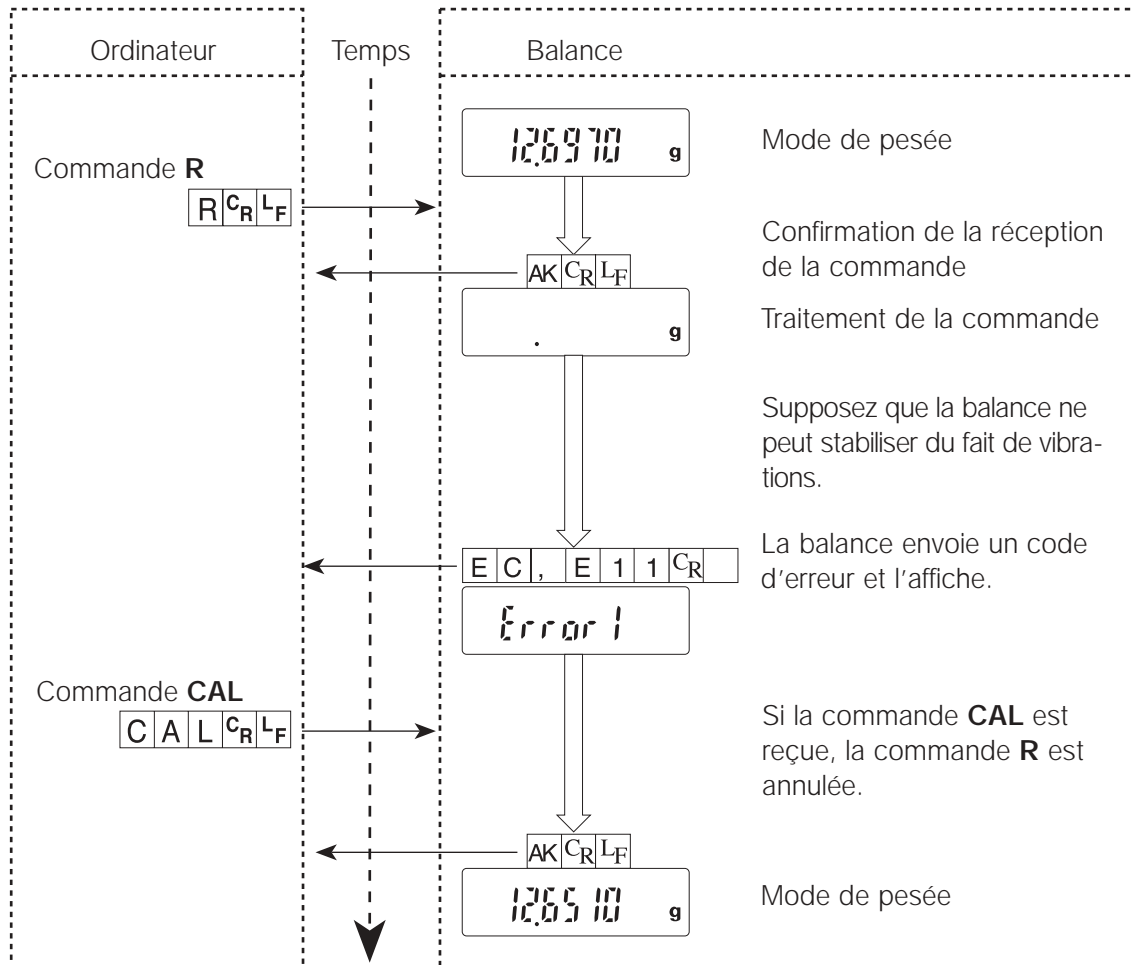 Ordinateur
Temps
Balance
12.6970 g
Mode de pesée
Commande R
R CR LF
Confirmation de la réception
de la commande
AK CR LF
. g
Traitement de la commande
Supposez que la balance ne
peut stabiliser du fait de vibra-
tions.
E C , E 1 1 CR
La balance envoie un code
d'erreur et l'affiche.
Error 1
Commande CAL
C A L CR LF
Si la commande CAL est
reçue, la commande R est
annulée.
AK CR LF
12.6510 g
Mode de pesée